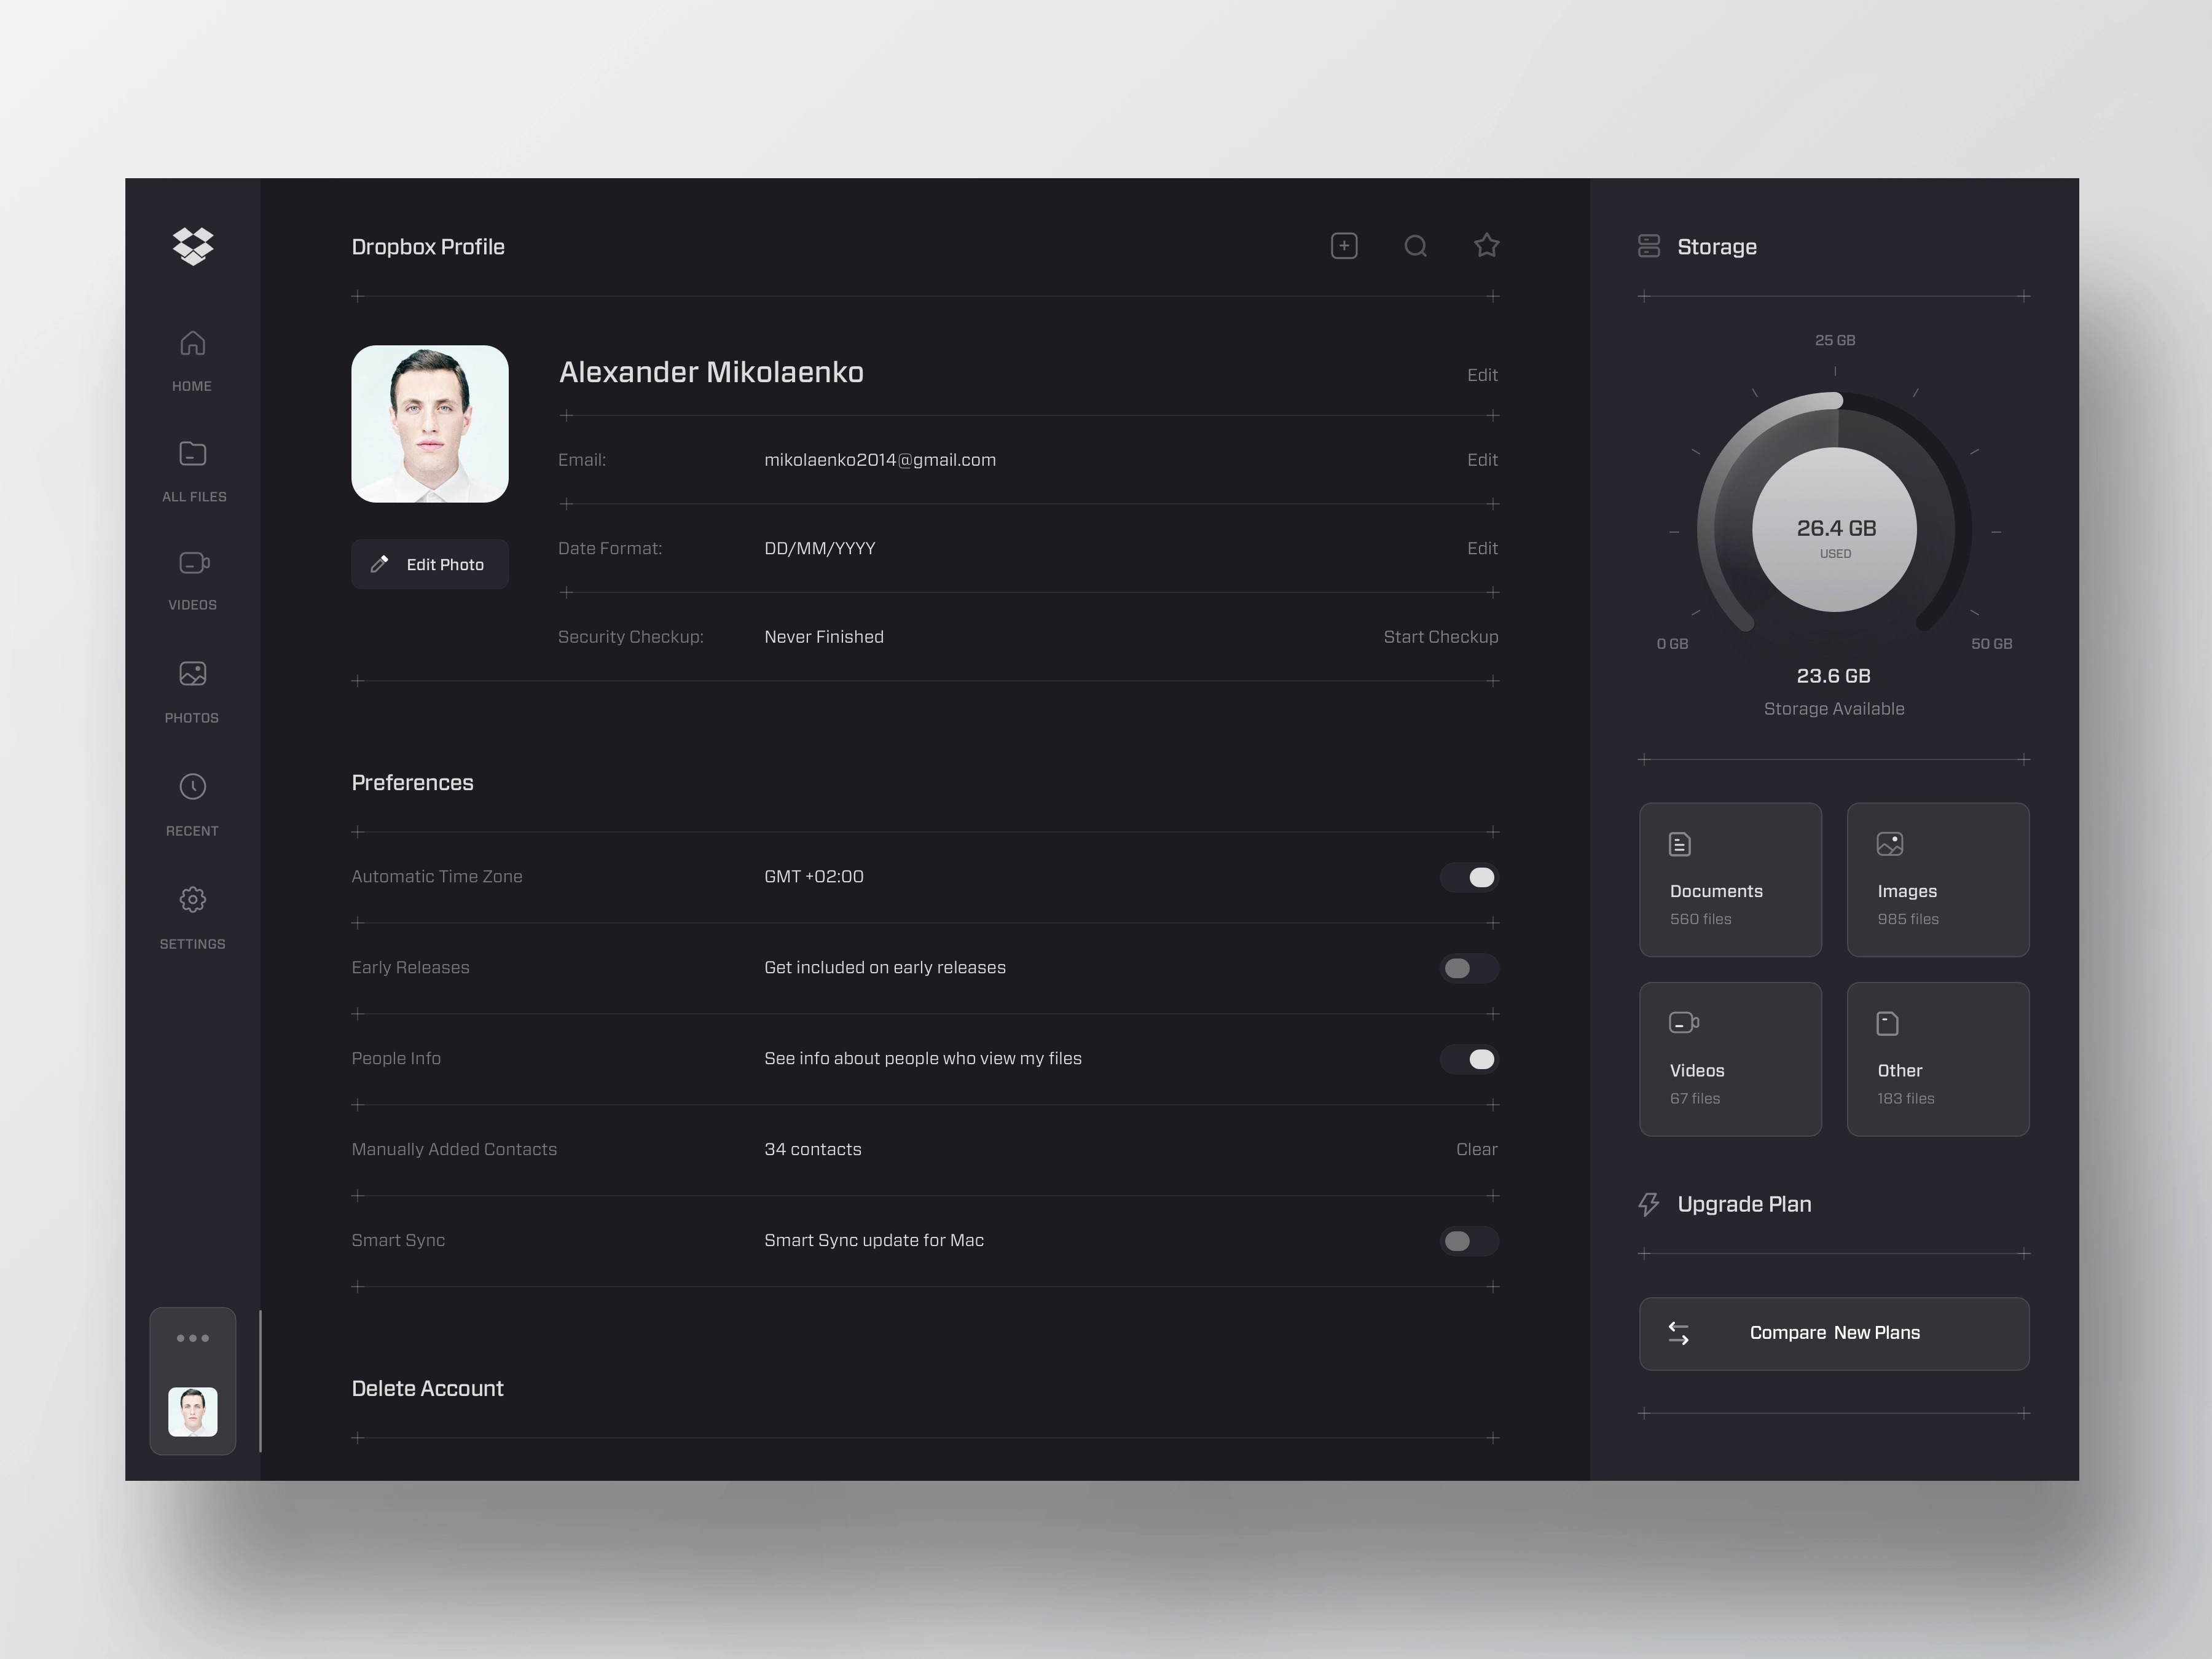 Dropbox Profile
HOME
ALL FILES
VIDEOS
PHOTOS
RECENT
SETTINGS
Alexander Mikolaenko
Edit
Email:
mikolaenko2014@gmail.com
Edit
Edit Photo
Date Format:
DD/MM/YYYY
Edit
Security Checkup:
Never Finished
Start Checkup
Preferences
Automatic Time Zone
GMT +02:00
Early Releases
Get included on early releases
People Info
See info about people who view my files
Manually Added Contacts
34 contacts
Clear
Smart Sync
Smart Sync update for Mac
Delete Account
Storage
25 GB
26.4 GB
USED
0 GB
50 GB
23.6 GB
Storage Available
Documents
560 files
Images
985 files
Videos
67 files
Other
183 files
Upgrade Plan
Compare New Plans